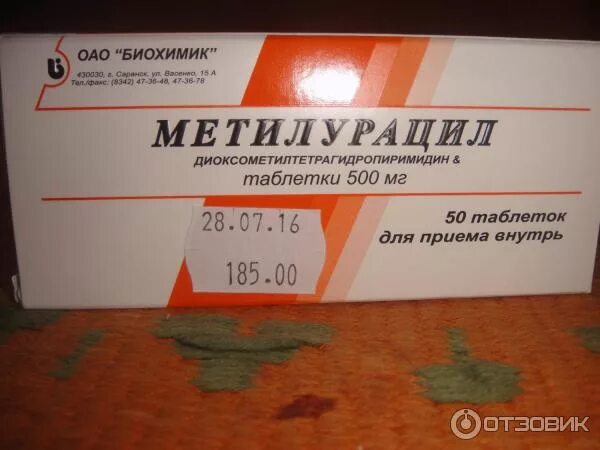 ОАО "БИОХИМИК"
430030, г. Саранск, ул. Васенко, 15 А
Тел./факс: (8342) 47-36-48, 47-36-78
МЕТИЛУРАЦИЛ
ДИОКСОМЕТИЛТЕТРАГИДРОПИРИМИДИН &
таблетки 500 мг
50 таблеток
для приема внутрь
28.07.16
185.00
ОТЗОВИК